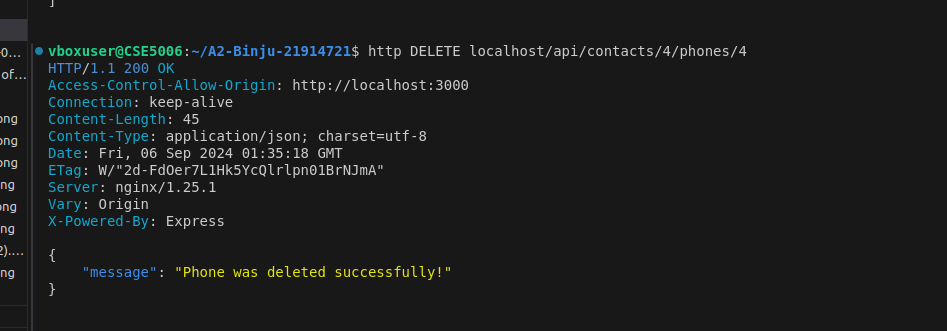 ]
vboxuser@CSE5006:~/A2-Binju-21914721$ http DELETE localhost/api/contacts/4/phones/4
HTTP/1.1 200 OK
Access-Control-Allow-Origin: http://localhost:3000
Connection: keep-alive
Content-Length: 45
Content-Type: application/json; charset=utf-8
Date: Fri, 06 Sep 2024 01:35:18 GMT
ETag: W/"2d-FdOer7L1Hk5YcQlrlpn01BrNJmA"
Server: nginx/1.25.1
Vary: Origin
X-Powered-By: Express
{
"message": "Phone was deleted successfully!"
}
-0...
of...
ong
ong
ong
ng
ong
ng
2)....
ng